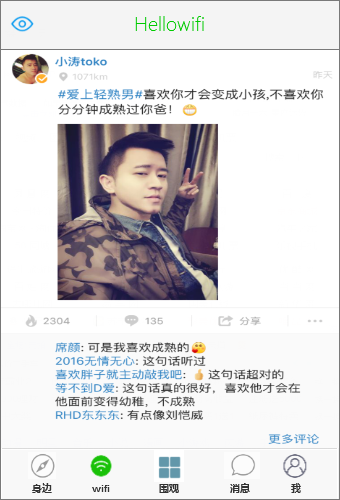 Hellowifi
小涛toko
1071km
昨天
#爱上轻熟男#喜欢你才会变成小孩,不喜欢你
分分钟成熟过你爸！
2304
135
分享
席颜: 可是我喜欢成熟的
2016无情无心: 这句话听过
喜欢胖子就主动敲我吧: 这句话超对的
等不到D爱: 这句话真的很好，喜欢他才会在
他面前变得幼稚，不成熟
RHD东东东: 有点像刘恺威
更多评论
身边
wifi
围观
消息
我